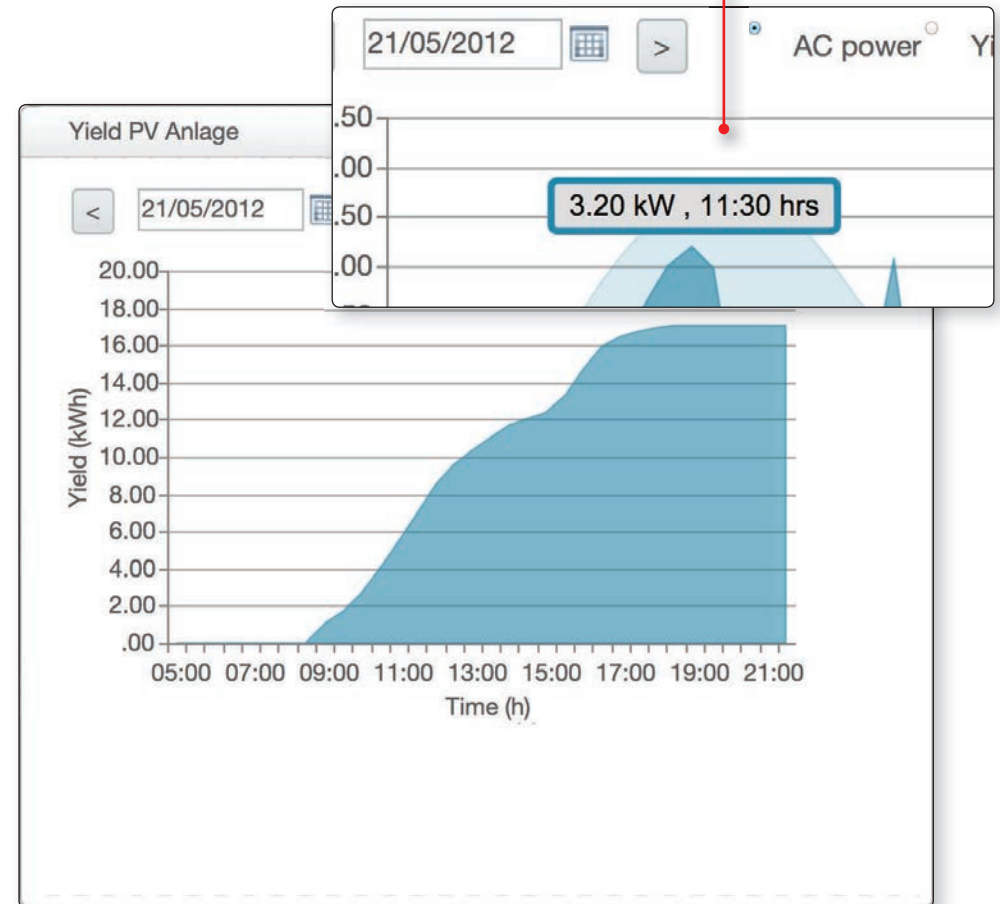 21/05/2012 > AC power Yi
.50
.00
3.20 kW , 11:30 hrs
.50
.00
Yield PV Anlage
< 21/05/2012
20.00
18.00
16.00
14.00
12.00
10.00
8.00
6.00
4.00
2.00
.00
Yield (kWh)
05:00 07:00 09:00 11:00 13:00 15:00 17:00 19:00 21:00
Time (h)